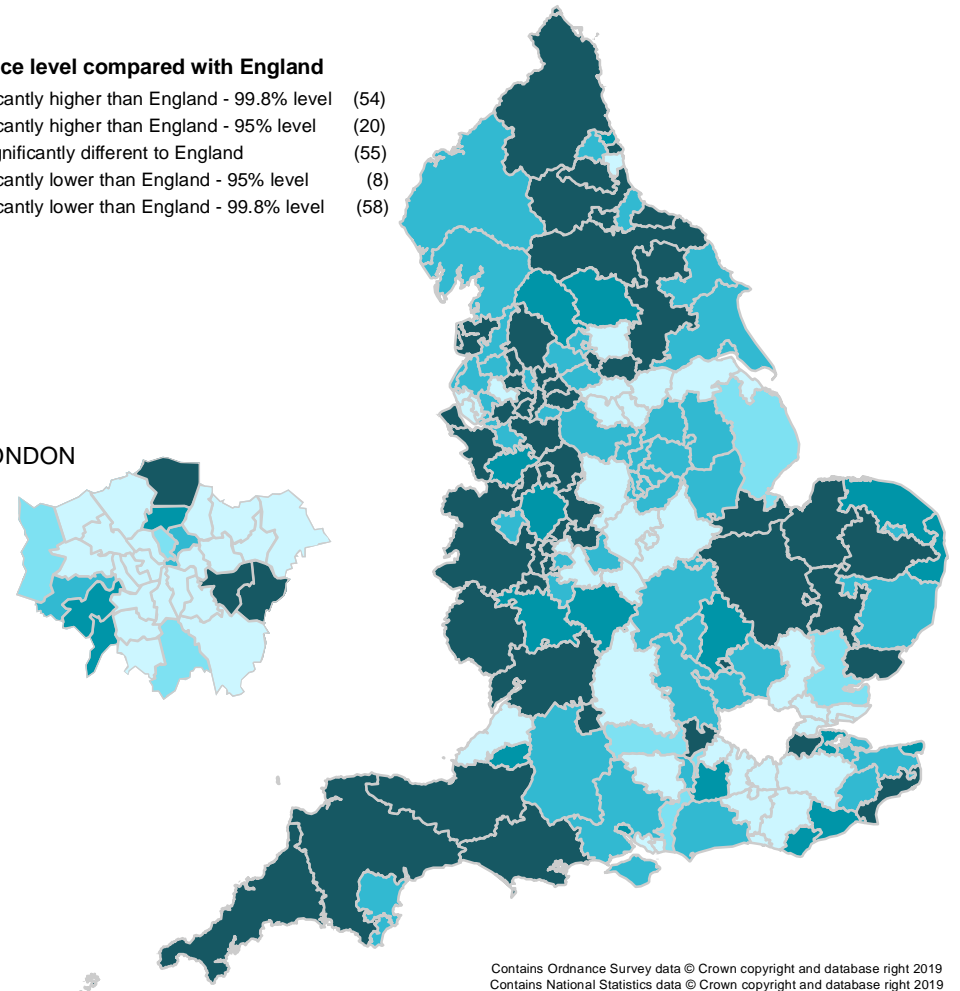 ce level compared with England
cantly higher than England - 99.8% level (54)
cantly higher than England - 95% level (20)
gnificantly different to England (55)
cantly lower than England - 95% level (8)
cantly lower than England - 99.8% level (58)
ONDON
Contains Ordnance Survey data © Crown copyright and database right 2019
Contains National Statistics data © Crown copyright and database right 2019